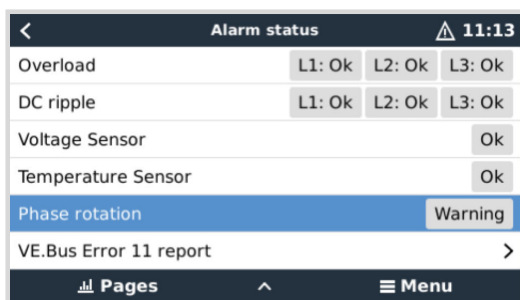 Alarm status 11:13
Overload L1: Ok L2: Ok L3: Ok
DC ripple L1: Ok L2: Ok L3: Ok
Voltage Sensor Ok
Temperature Sensor Ok
Phase rotation Warning
VE.Bus Error 11 report
Pages Menu